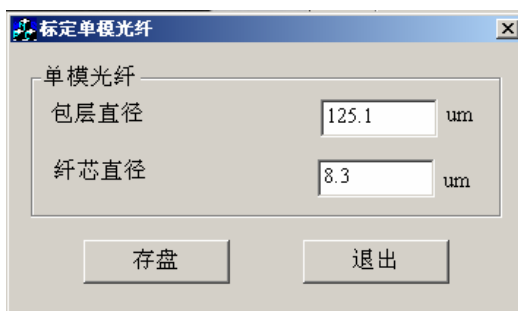 标定单模光纤
单模光纤
包层直径 125.1 um
纤芯直径 8.3 um
存盘 退出